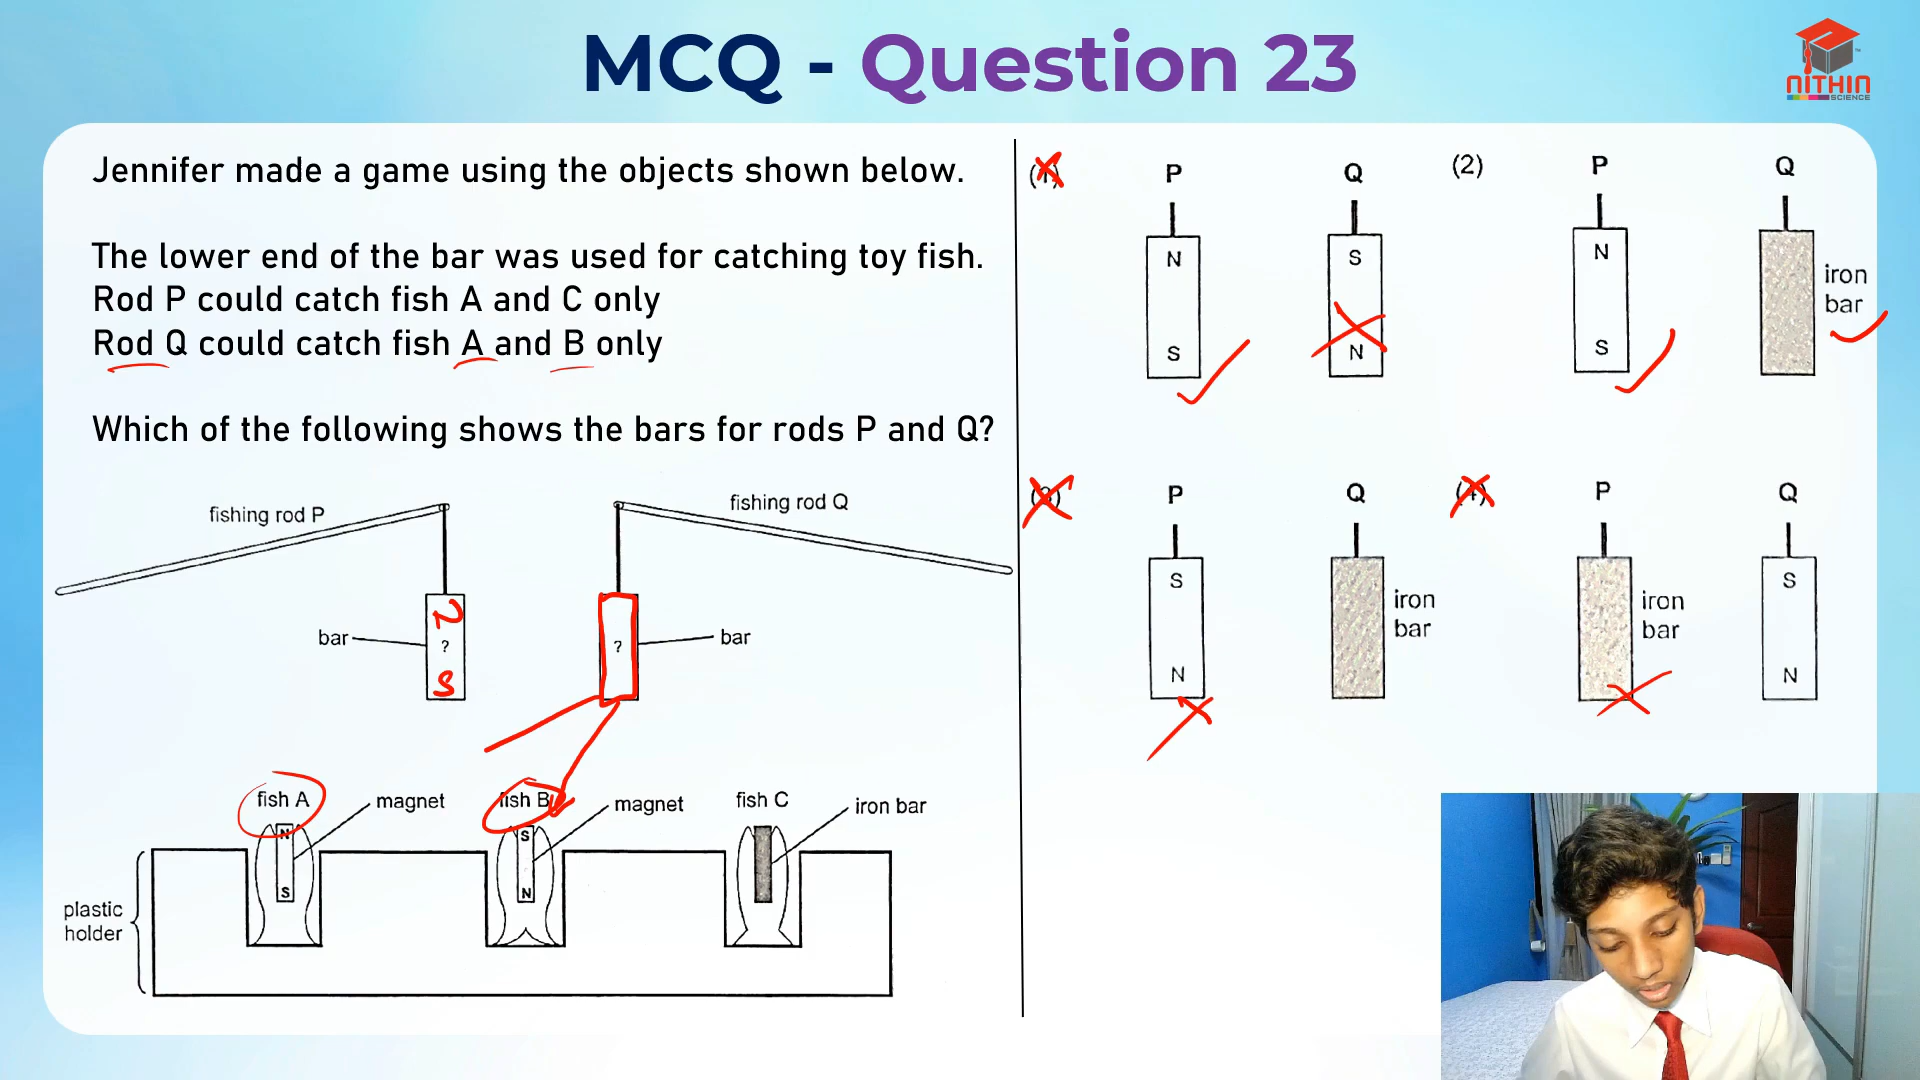 MCQ - Question 23
NITHIN
SCIENCE
Jennifer made a game using the objects shown below.
The lower end of the bar was used for catching toy fish.
Rod P could catch fish A and C only
Rod Q could catch fish A and B only
Which of the following shows the bars for rods P and Q?
fishing rod P
fishing rod Q
N
?
S
bar
?
bar
fish A
magnet
fish B
magnet
fish C
iron bar
N
S
S
N
plastic
holder
(1)
P
Q
N
S
S
N
(2)
P
Q
N
S
iron
bar
(3)
P
Q
S
N
iron
bar
(4)
P
Q
iron
bar
S
N